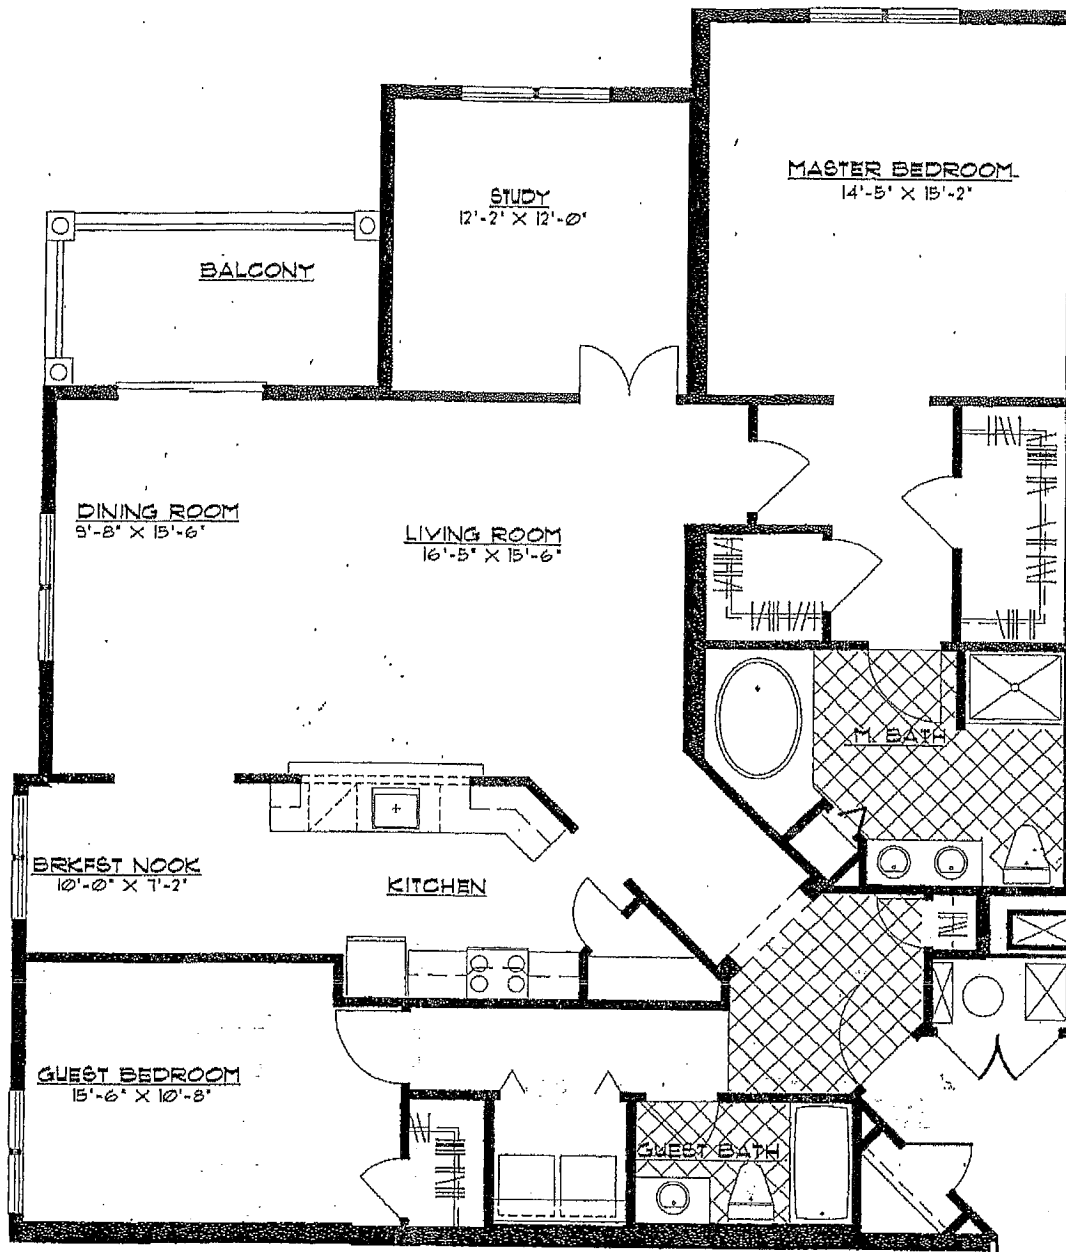 MASTER BEDROOM
14'-5" X 15'-2"
STUDY
12'-2" X 12'-0"
BALCONY
DINING ROOM
9'-8" X 15'-6"
LIVING ROOM
16'-5" X 15'-6"
M. BATH
BRKFST NOOK
10'-0" X 7'-2"
KITCHEN
GUEST BEDROOM
15'-6" X 10'-8"
GUEST BATH